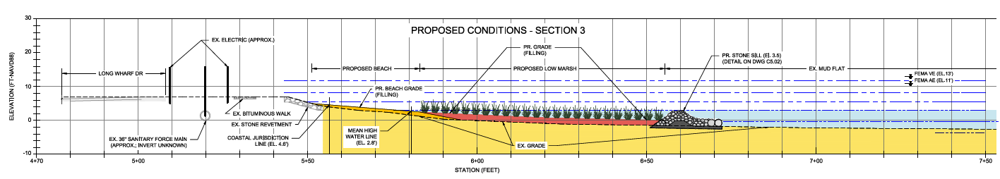 PROPOSED CONDITIONS - SECTION 3
30
20
10
0
-10
ELEVATION (FT-NAVD88)
EX. ELECTRIC (APPROX.)
LONG WHARF DR
PROPOSED BEACH
PR. GRADE
(FILLING)
PROPOSED LOW MARSH
PR. STONE SILL (El. 3.5)
(DETAIL ON DWG C5.02)
EX. MUD FLAT
FEMA VE (EL.13')
FEMA AE (EL.11')
PR. BEACH GRADE
(FILLING)
EX. BITUMINOUS WALK
EX. STONE REVETMENT
COASTAL JURISDICTION
LINE (EL. 4.6')
EX. 36" SANITARY FORCE MAIN
(APPROX.; INVERT UNKNOWN)
MEAN HIGH
WATER LINE
(EL. 2.8')
EX. GRADE
4+70
5+00
5+50
6+00
6+50
7+00
7+50
STATION (FEET)